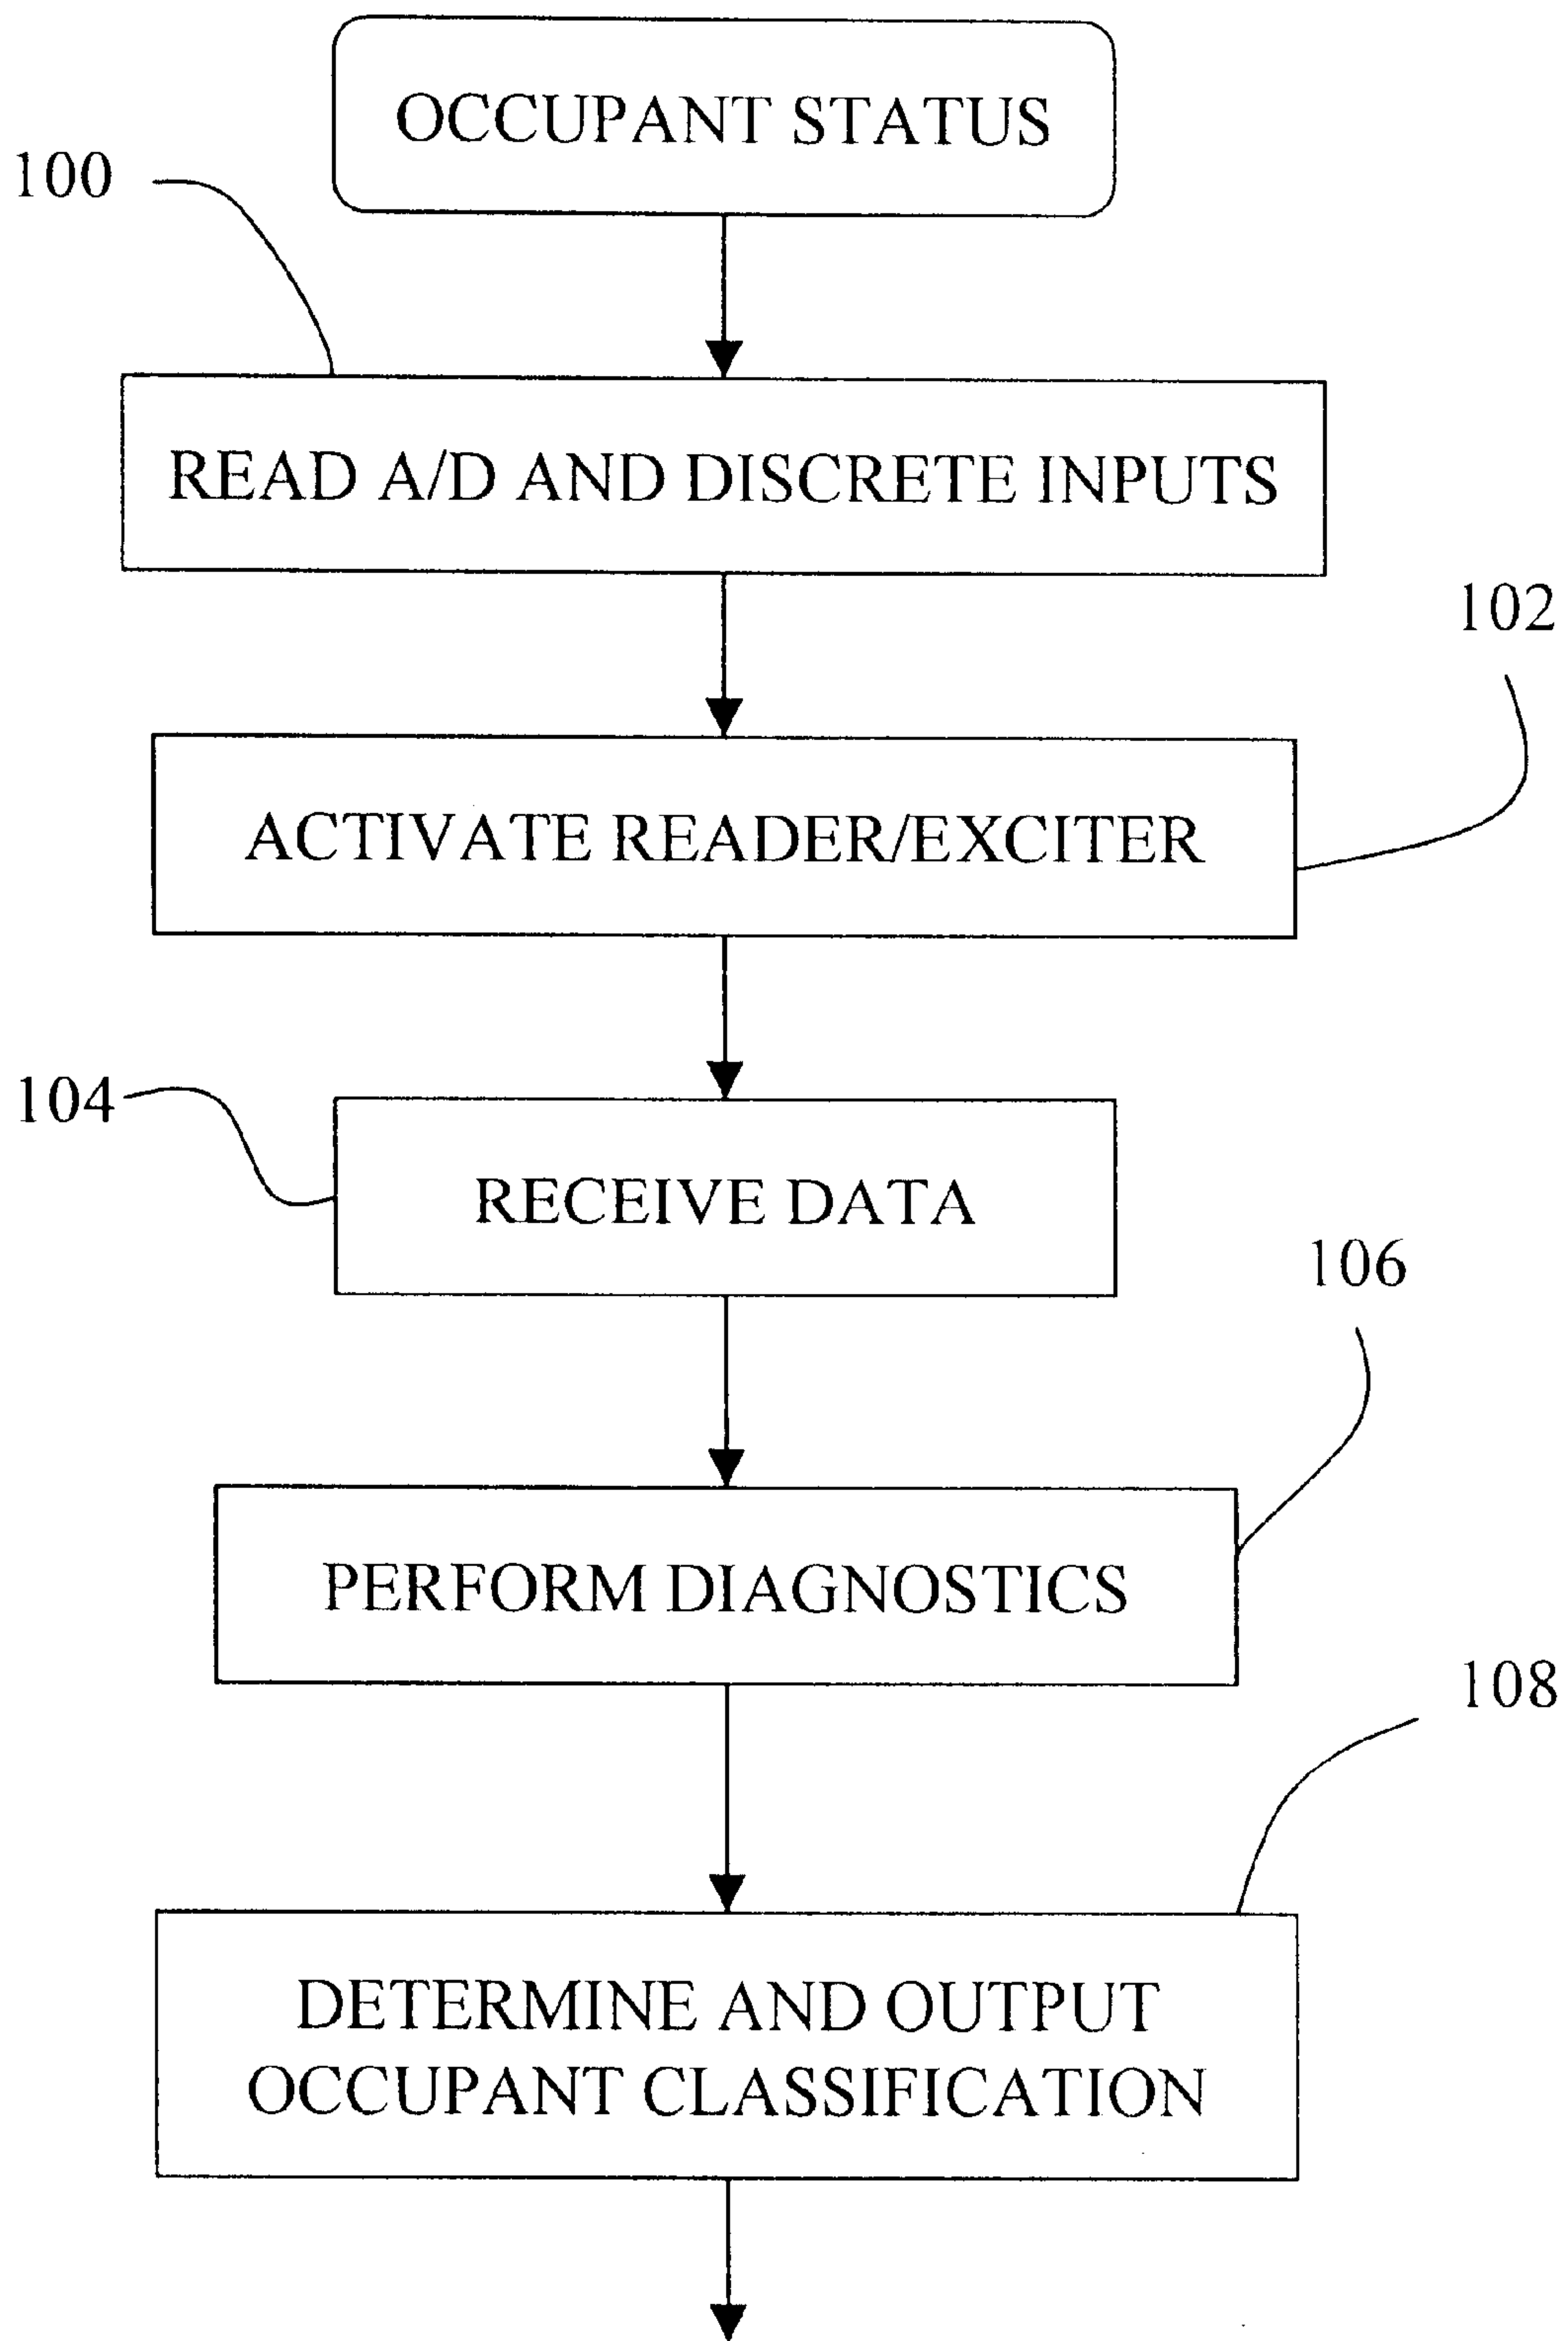 OCCUPANT STATUS
100
READ A/D AND DISCRETE INPUTS
102
ACTIVATE READER/EXCITER
104
RECEIVE DATA
106
PERFORM DIAGNOSTICS
108
DETERMINE AND OUTPUT
OCCUPANT CLASSIFICATION